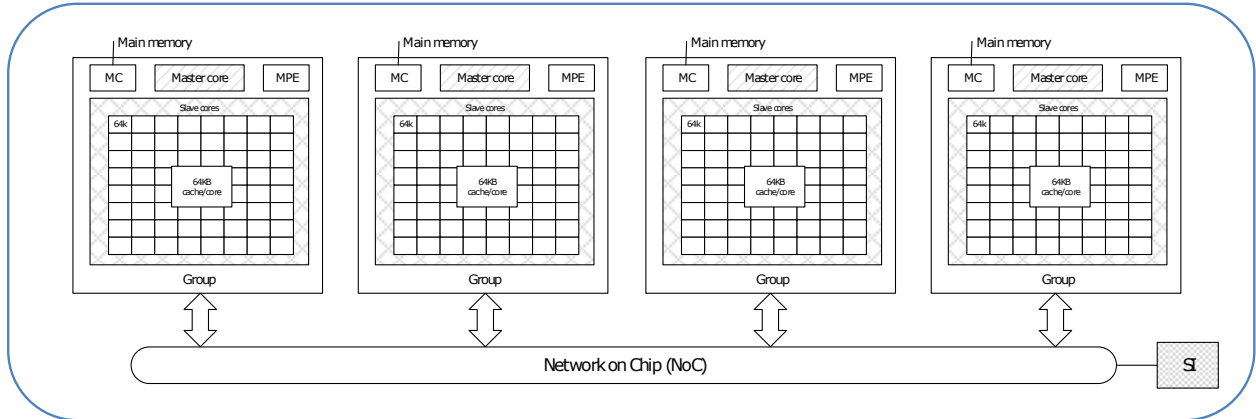 Main memory
Main memory
Main memory
Main memory
MC
Master core
MPE
MC
Master core
MPE
MC
Master core
MPE
MC
Master core
MPE
Slave cores
Slave cores
Slave cores
Slave cores
64k
64k
64k
64k
64KB
cache/core
64KB
cache/core
64KB
cache/core
64KB
cache/core
Group
Group
Group
Group
Network on Chip (NoC)
SI